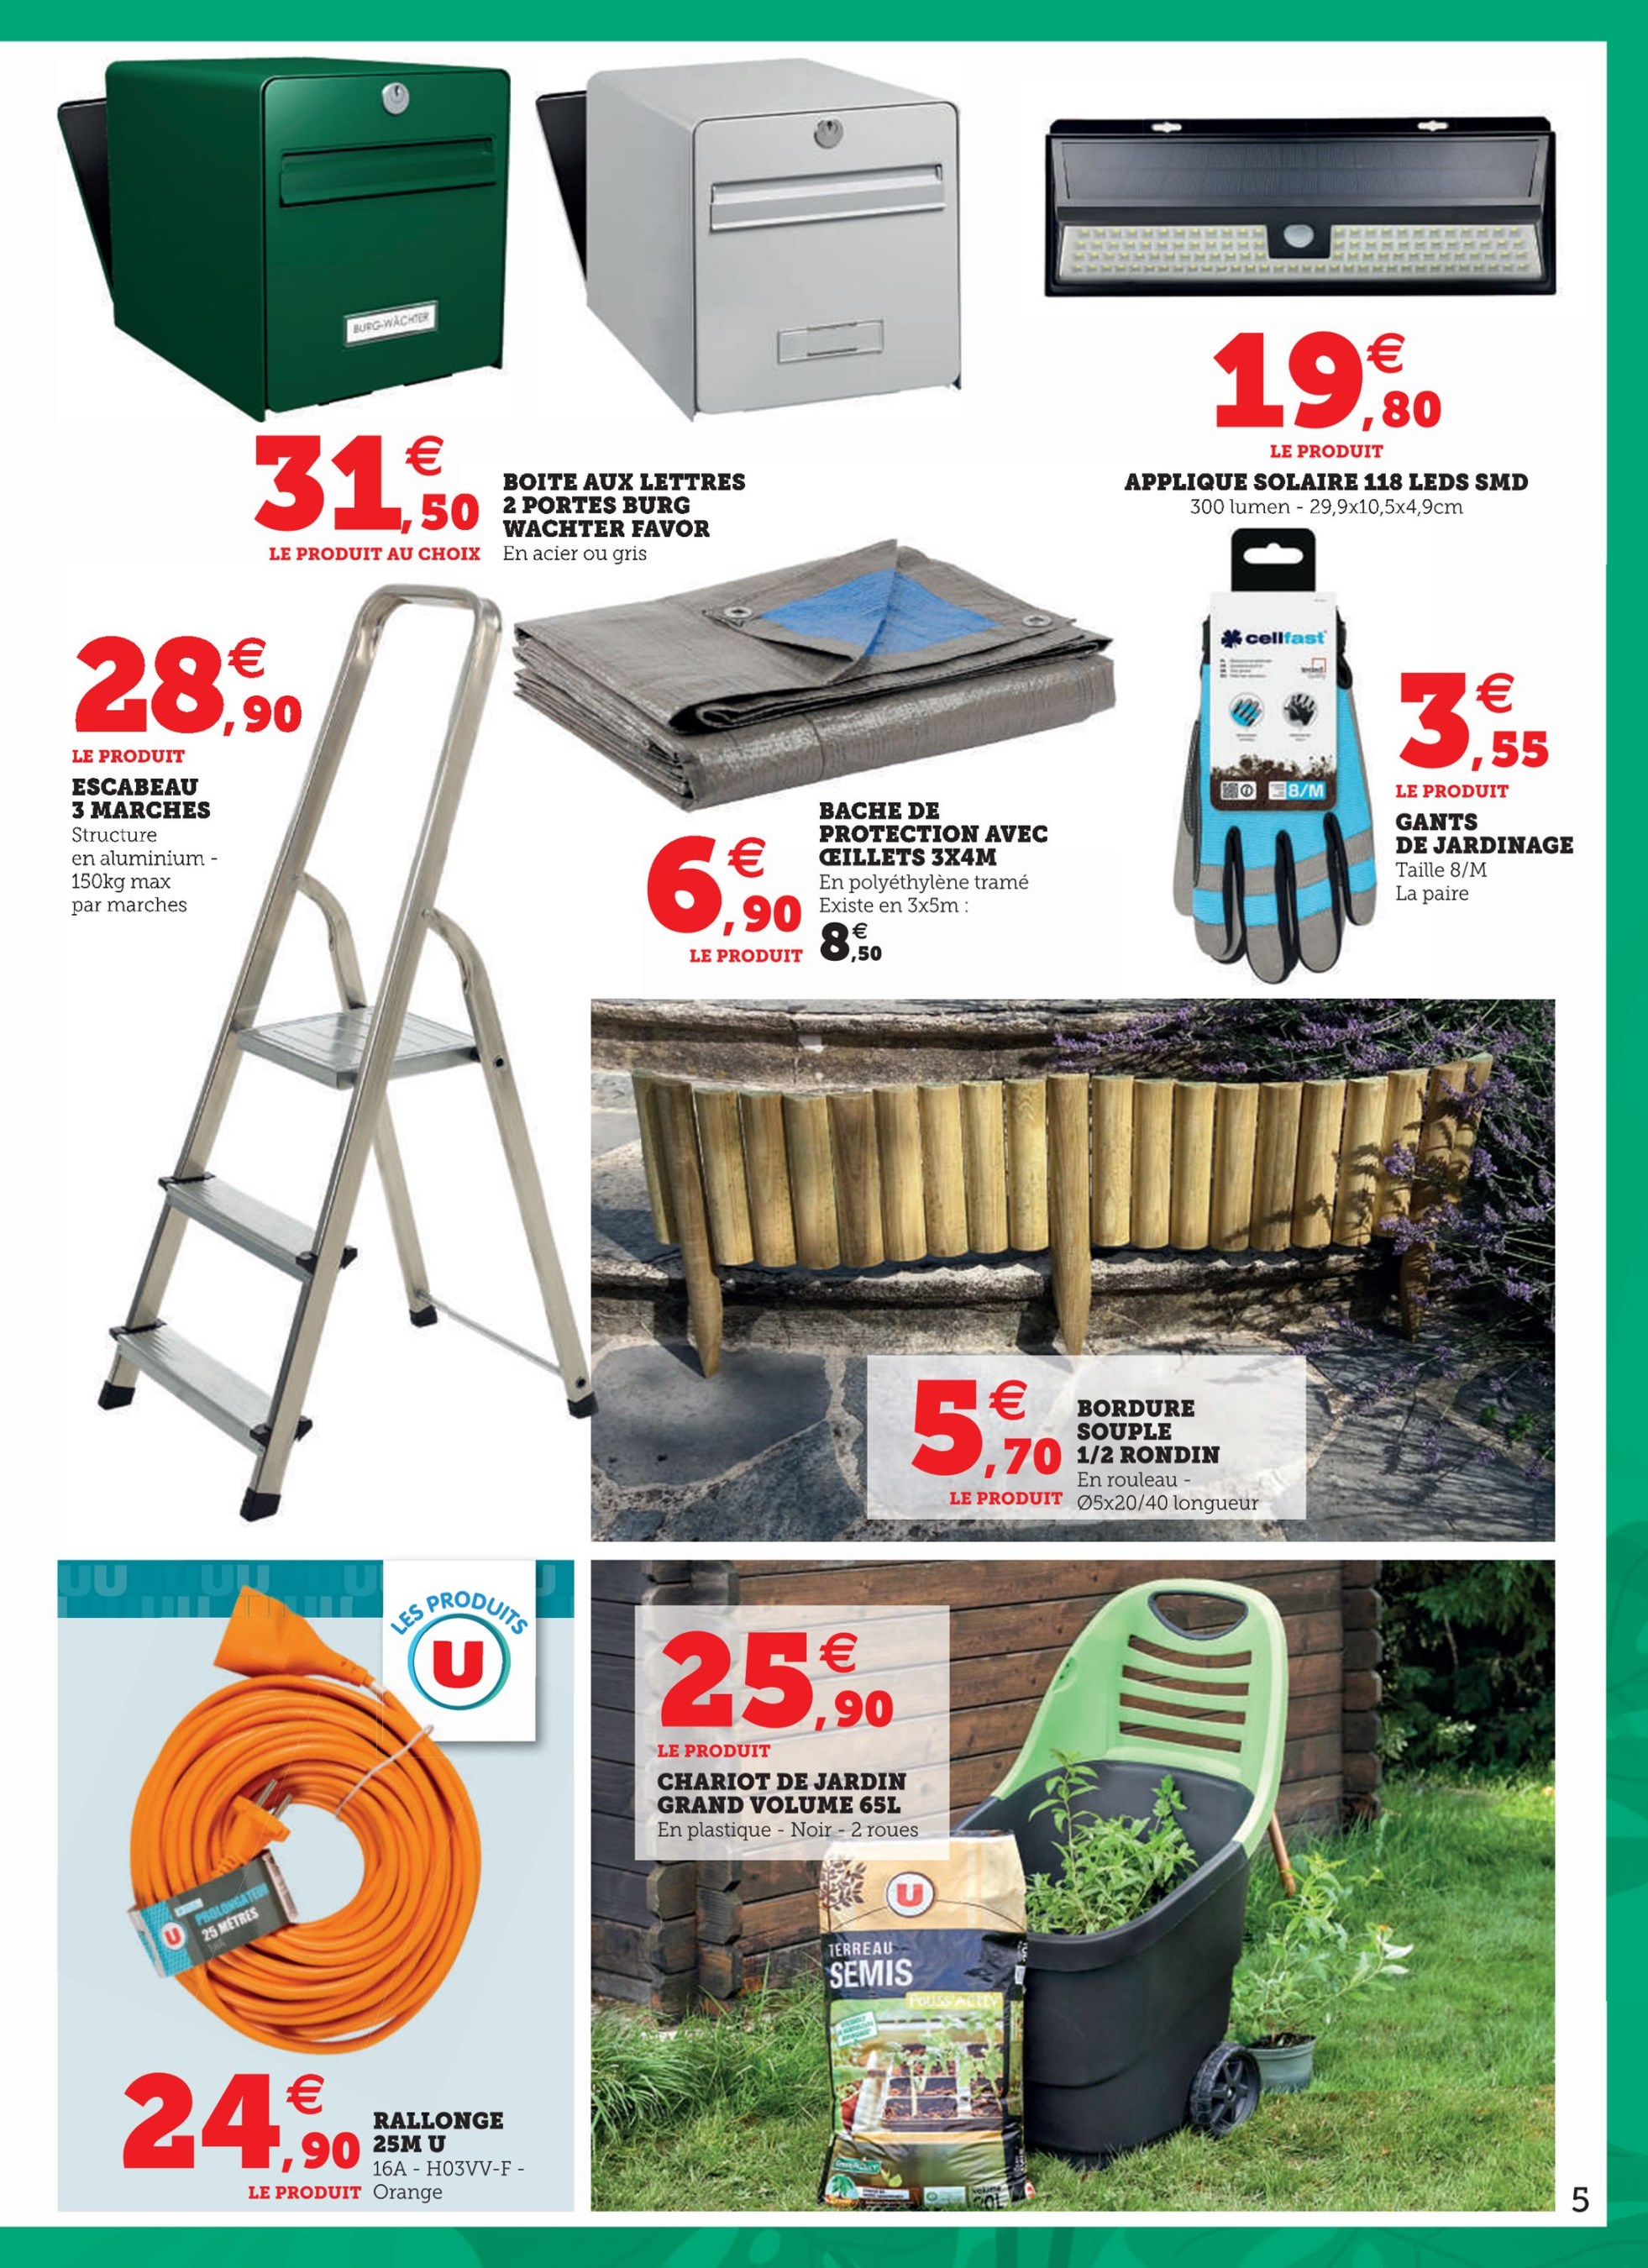 BURG-WÄCHTER
31€,50
LE PRODUIT AU CHOIX
BOITE AUX LETTRES
2 PORTES BURG
WACHTER FAVOR
En acier ou gris
19€,80
LE PRODUIT
APPLIQUE SOLAIRE 118 LEDS SMD
300 lumen - 29,9x10,5x4,9cm
28€,90
LE PRODUIT
ESCABEAU
3 MARCHES
Structure
en aluminium -
150kg max
par marches
6€,90
LE PRODUIT
BACHE DE
PROTECTION AVEC
ŒILLETS 3X4M
En polyéthylène tramé
Existe en 3x5m :
8€,50
cellfast
8/M
3€,55
LE PRODUIT
GANTS
DE JARDINAGE
Taille 8/M
La paire
5€,70
LE PRODUIT
BORDURE
SOUPLE
1/2 RONDIN
En rouleau -
Ø5x20/40 longueur
LES PRODUITS
U
U
PROLONGATEUR
25 MÈTRES
24€,90
LE PRODUIT
RALLONGE
25M U
16A - H03VV-F -
Orange
25€,90
LE PRODUIT
CHARIOT DE JARDIN
GRAND VOLUME 65L
En plastique - Noir - 2 roues
U
TERREAU
SEMIS
POUSS'ACTIV
5